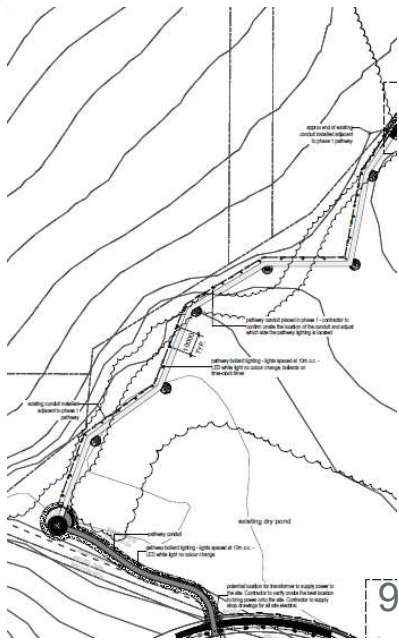 approx end of existing
conduit installed adjacent
to phase 1 pathway
pathway conduit placed in phase 1 - contractor to
confirm onsite the location of the conduit and adjust
which side the pathway lighting is located
10000
TYP.
pathway bollard lighting - lights spaced at 10m o.c. -
LED white light no colour change, bollards on
time-clock timer
existing conduit installed
adjacent to phase 1
pathway
existing dry pond
pathway conduit
pathway bollard lighting - lights spaced at 10m o.c. -
LED white light no colour change
potential location for transformer to supply power to
the site. Contractor to verify onsite the best location
to bring power onto the site. Contractor to supply
shop drawings for all site electrical.
9